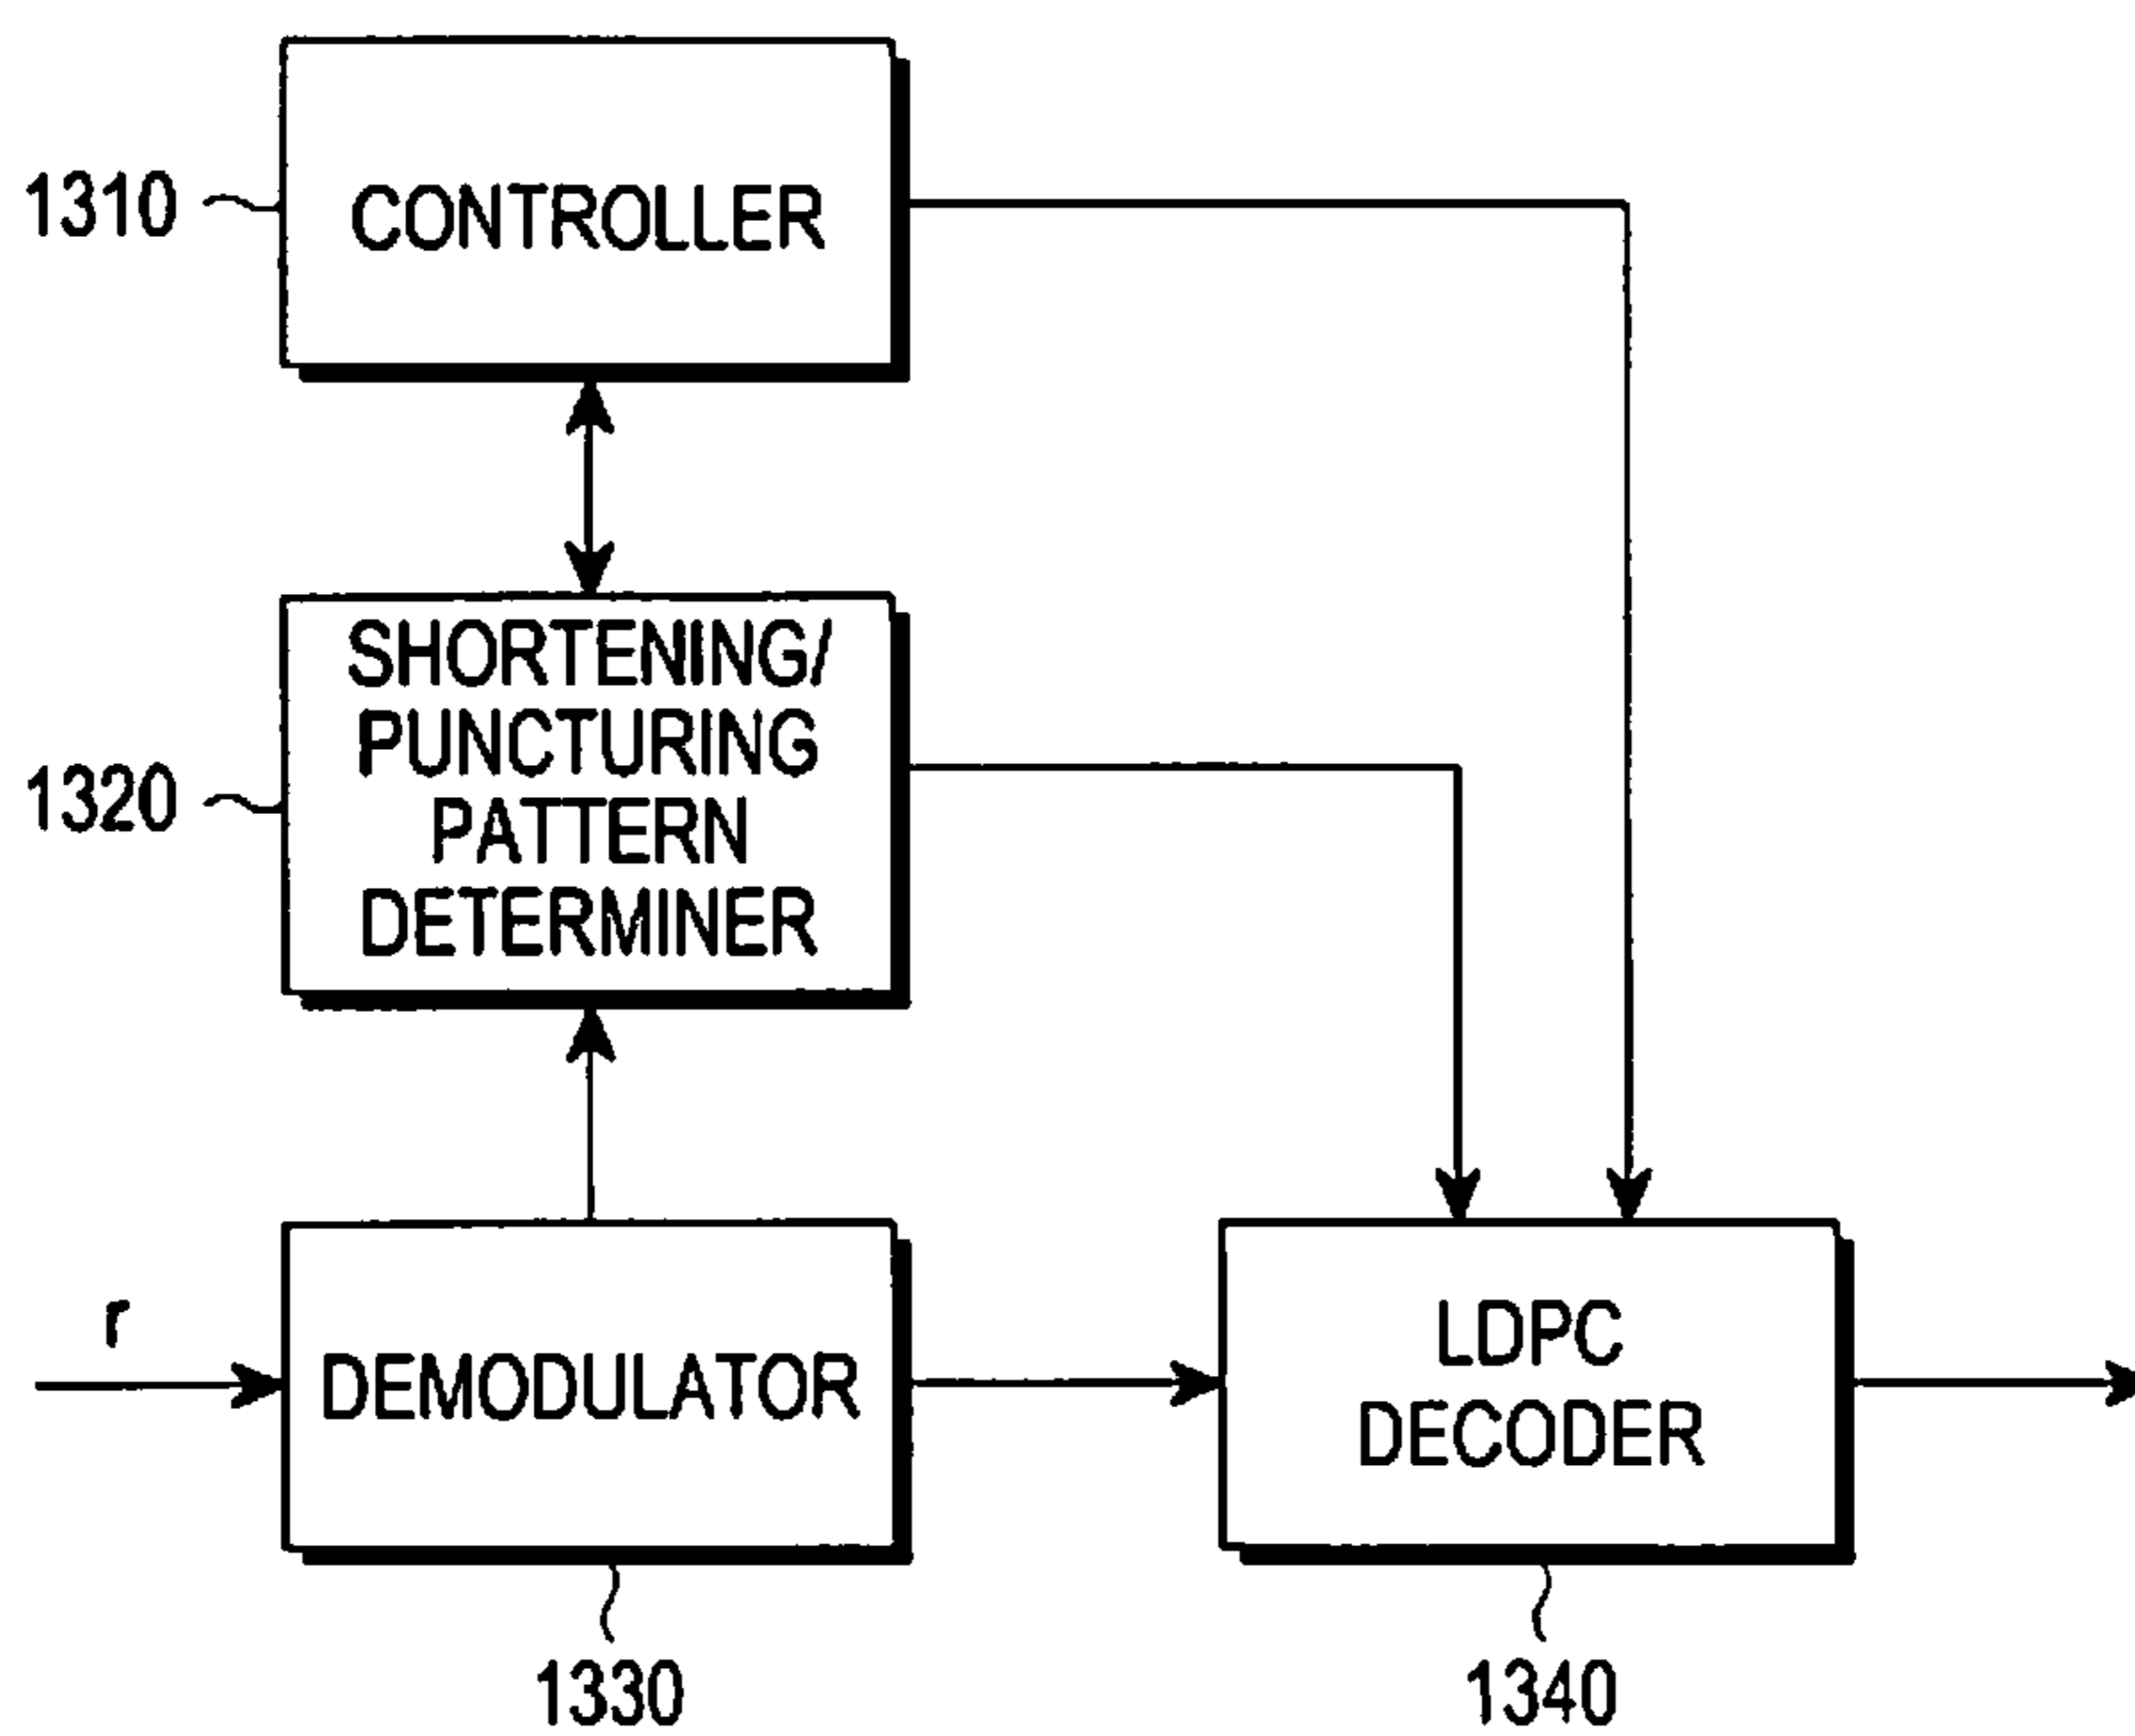 1310
CONTROLLER
SHORTENING/
PUNCTURING
PATTERN
DETERMINER
1320
r
DEMODULATOR
LDPC
DECODER
1330
1340